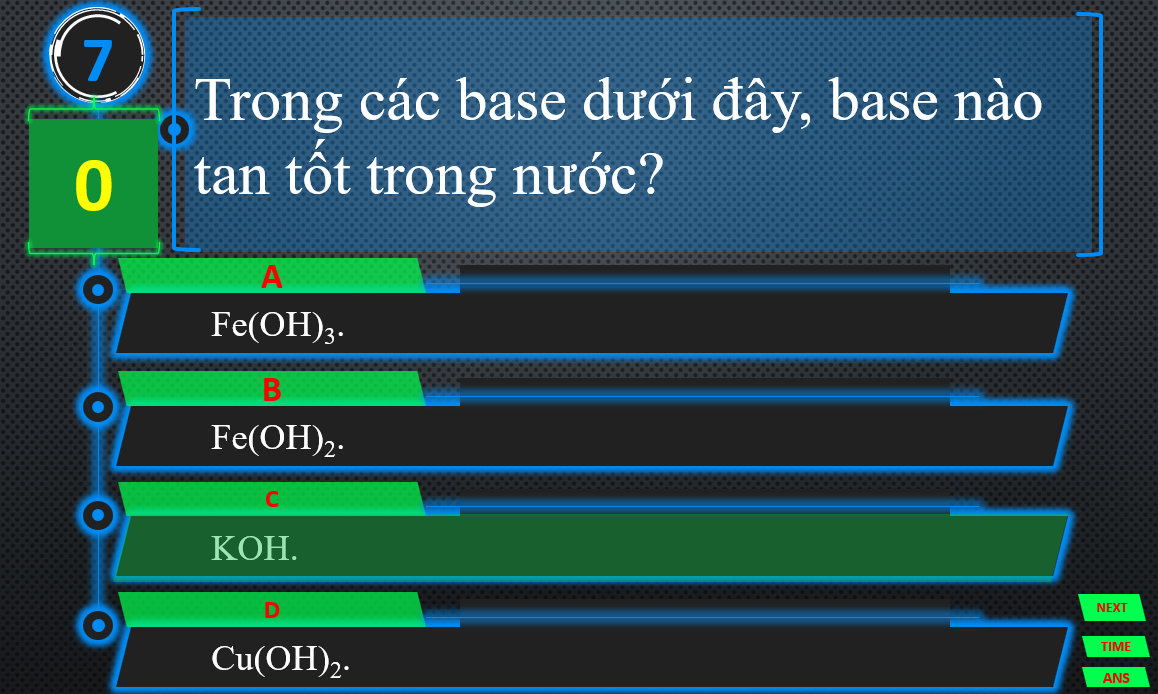 7
Trong các base dưới đây, base nào
tan tốt trong nước?
0
A
Fe(OH)₃.
B
Fe(OH)₂.
C
KOH.
D
Cu(OH)₂.
NEXT
TIME
ANS